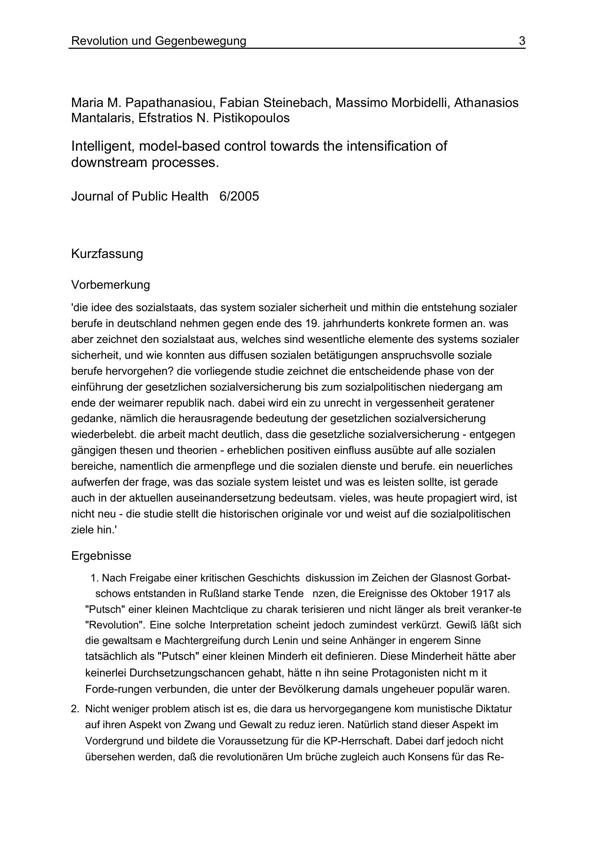 Revolution und Gegenbewegung 3
Maria M. Papathanasiou, Fabian Steinebach, Massimo Morbidelli, Athanasios
Mantalaris, Efstratios N. Pistikopoulos
Intelligent, model-based control towards the intensification of
downstream processes.
Journal of Public Health 6/2005
Kurzfassung
Vorbemerkung
'die idee des sozialstaats, das system sozialer sicherheit und mithin die entstehung sozialer
berufe in deutschland nehmen gegen ende des 19. jahrhunderts konkrete formen an. was
aber zeichnet den sozialstaat aus, welches sind wesentliche elemente des systems sozialer
sicherheit, und wie konnten aus diffusen sozialen betätigungen anspruchsvolle soziale
berufe hervorgehen? die vorliegende studie zeichnet die entscheidende phase von der
einführung der gesetzlichen sozialversicherung bis zum sozialpolitischen niedergang am
ende der weimarer republik nach. dabei wird ein zu unrecht in vergessenheit geratener
gedanke, nämlich die herausragende bedeutung der gesetzlichen sozialversicherung
wiederbelebt. die arbeit macht deutlich, dass die gesetzliche sozialversicherung - entgegen
gängigen thesen und theorien - erheblichen positiven einfluss ausübte auf alle sozialen
bereiche, namentlich die armenpflege und die sozialen dienste und berufe. ein neuerliches
aufwerfen der frage, was das soziale system leistet und was es leisten sollte, ist gerade
auch in der aktuellen auseinandersetzung bedeutsam. vieles, was heute propagiert wird, ist
nicht neu - die studie stellt die historischen originale vor und weist auf die sozialpolitischen
ziele hin.'
Ergebnisse
1. Nach Freigabe einer kritischen Geschichts diskussion im Zeichen der Glasnost Gorbat-
schows entstanden in Rußland starke Tende nzen, die Ereignisse des Oktober 1917 als
"Putsch" einer kleinen Machtclique zu charak terisieren und nicht länger als breit veranker-te
"Revolution". Eine solche Interpretation scheint jedoch zumindest verkürzt. Gewiß läßt sich
die gewaltsam e Machtergreifung durch Lenin und seine Anhänger in engerem Sinne
tatsächlich als "Putsch" einer kleinen Minderh eit definieren. Diese Minderheit hätte aber
keinerlei Durchsetzungschancen gehabt, hätte n ihn seine Protagonisten nicht m it
Forde-rungen verbunden, die unter der Bevölkerung damals ungeheuer populär waren.
2. Nicht weniger problem atisch ist es, die dara us hervorgegangene kom munistische Diktatur
auf ihren Aspekt von Zwang und Gewalt zu reduz ieren. Natürlich stand dieser Aspekt im
Vordergrund und bildete die Voraussetzung für die KP-Herrschaft. Dabei darf jedoch nicht
übersehen werden, daß die revolutionären Um brüche zugleich auch Konsens für das Re-